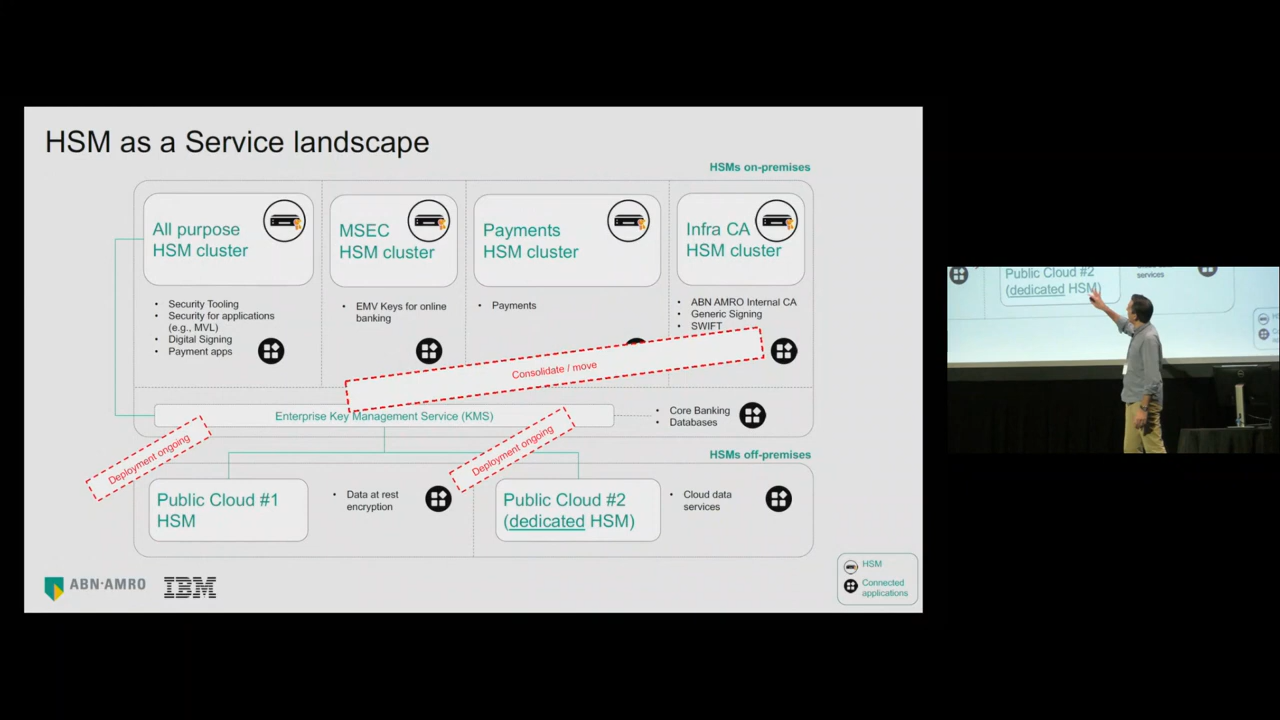 HSM as a Service landscape
HSMs on-premises
All purpose
HSM cluster
MSEC
HSM cluster
Payments
HSM cluster
Infra CA
HSM cluster
• Security Tooling
• Security for applications
(e.g., MVL)
• Digital Signing
• Payment apps
• EMV Keys for online
banking
• Payments
• ABN AMRO Internal CA
• Generic Signing
• SWIFT
Consolidate / move
Enterprise Key Management Service (KMS)
• Core Banking
• Databases
Deployment ongoing
Deployment ongoing
HSMs off-premises
Public Cloud #1
HSM
• Data at rest
encryption
Public Cloud #2
(dedicated HSM)
• Cloud data
services
ABN·AMRO
IBM
HSM
Connected
applications
Public Cloud #2
(dedicated HSM)
services